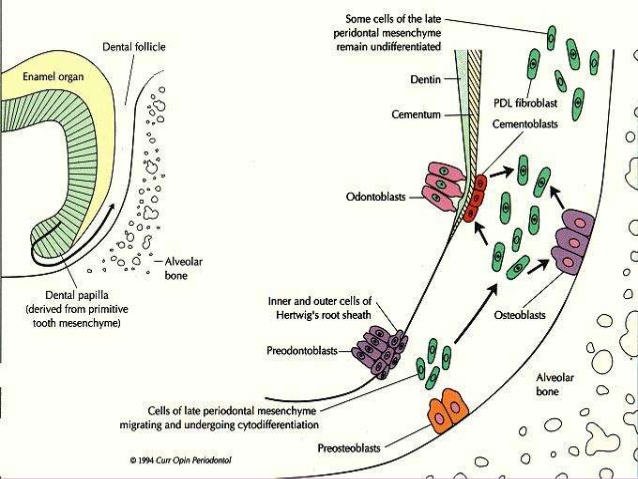 Dental follicle
Enamel organ
Alveolar
bone
Dental papilla
(derived from primitive
tooth mesenchyme)
Some cells of the late
peridontal mesenchyme
remain undifferentiated
Dentin
PDL fibroblast
Cementum
Cementoblasts
Odontoblasts
Inner and outer cells of
Hertwig's root sheath
Osteoblasts
Preodontoblasts
Alveolar
bone
Cells of late periodontal mesenchyme
migrating and undergoing cytodifferentiation
Preosteoblasts
© 1994 Curr Opin Periodontol